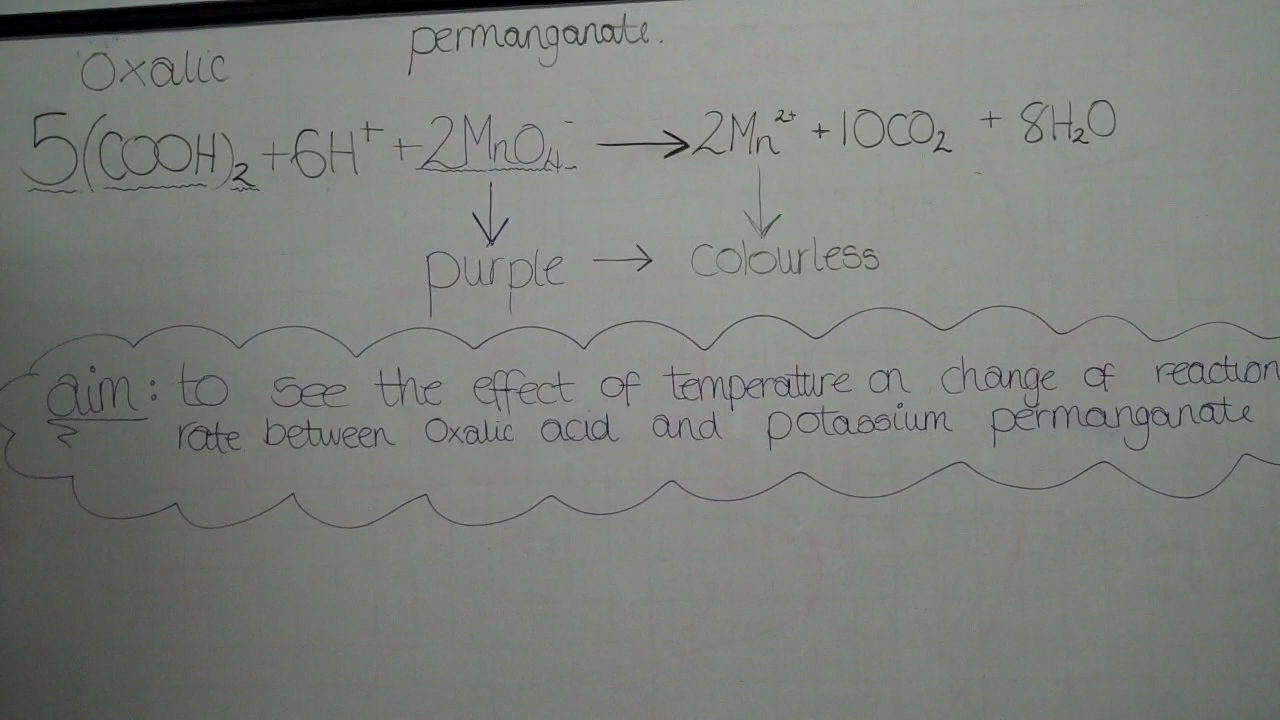 Oxalic permanganate.
5(COOH)₂ + 6H⁺ + 2MnO₄⁻ → 2Mn²⁺ + 10CO₂ + 8H₂O
purple → colourless
aim: to see the effect of temperature on change of reaction
rate between Oxalic acid and potassium permanganate